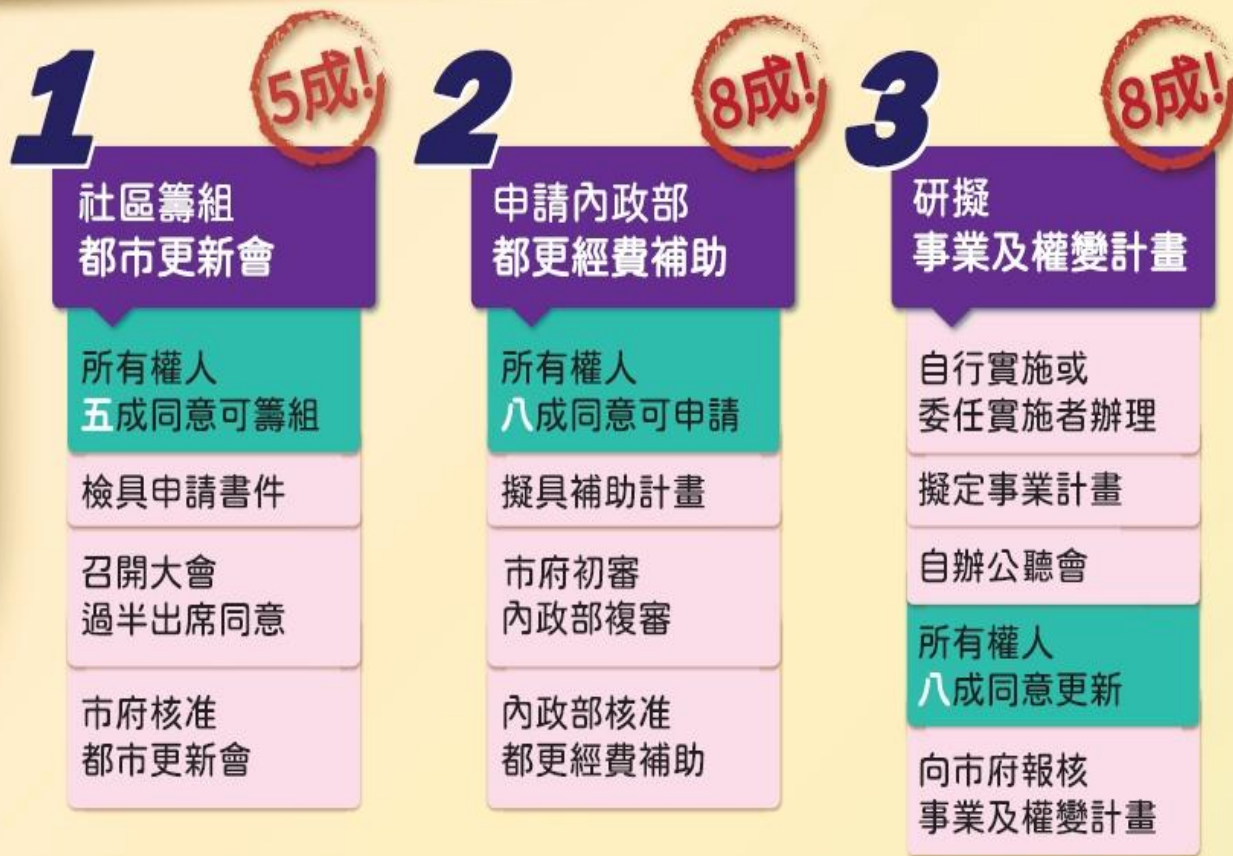 1
5成!
社區籌組
都市更新會
所有權人
五成同意可籌組
檢具申請書件
召開大會
過半出席同意
市府核准
都市更新會
2
8成!
申請內政部
都更經費補助
所有權人
八成同意可申請
擬具補助計畫
市府初審
內政部複審
內政部核准
都更經費補助
3
8成!
研擬
事業及權變計畫
自行實施或
委任實施者辦理
擬定事業計畫
自辦公聽會
所有權人
八成同意更新
向市府報核
事業及權變計畫